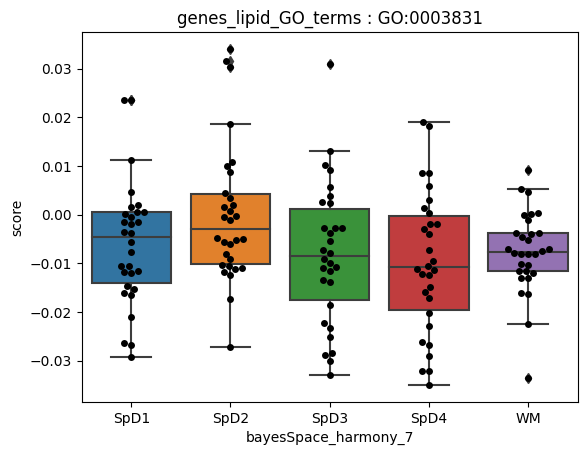 genes_lipid_GO_terms : GO:0003831
score
0.03
0.02
0.01
0.00
−0.01
−0.02
−0.03
SpD1 SpD2 SpD3 SpD4 WM
bayesSpace_harmony_7